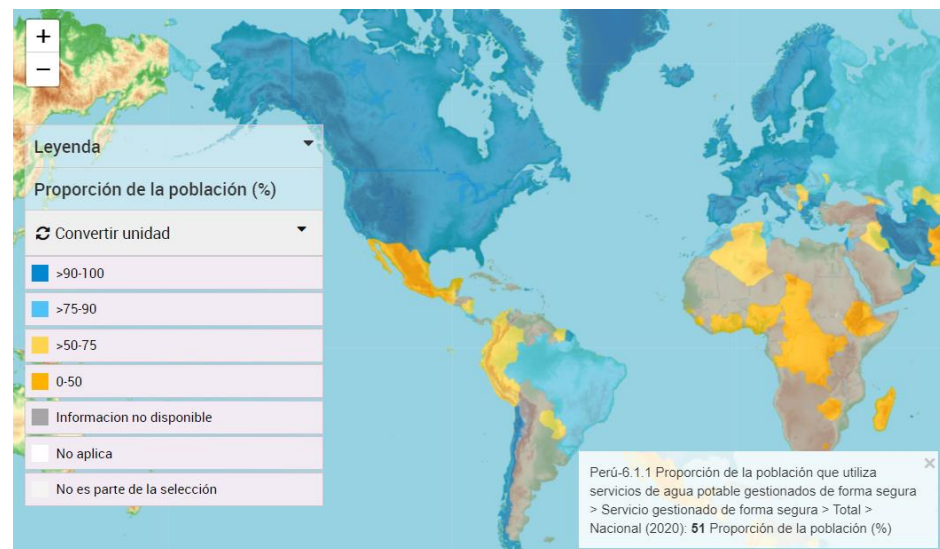 +
−
Leyenda
Proporción de la población (%)
Convertir unidad
>90-100
>75-90
>50-75
0-50
Informacion no disponible
No aplica
No es parte de la selección
Perú-6.1.1 Proporción de la población que utiliza
servicios de agua potable gestionados de forma segura
> Servicio gestionado de forma segura > Total >
Nacional (2020): 51 Proporción de la población (%)
×